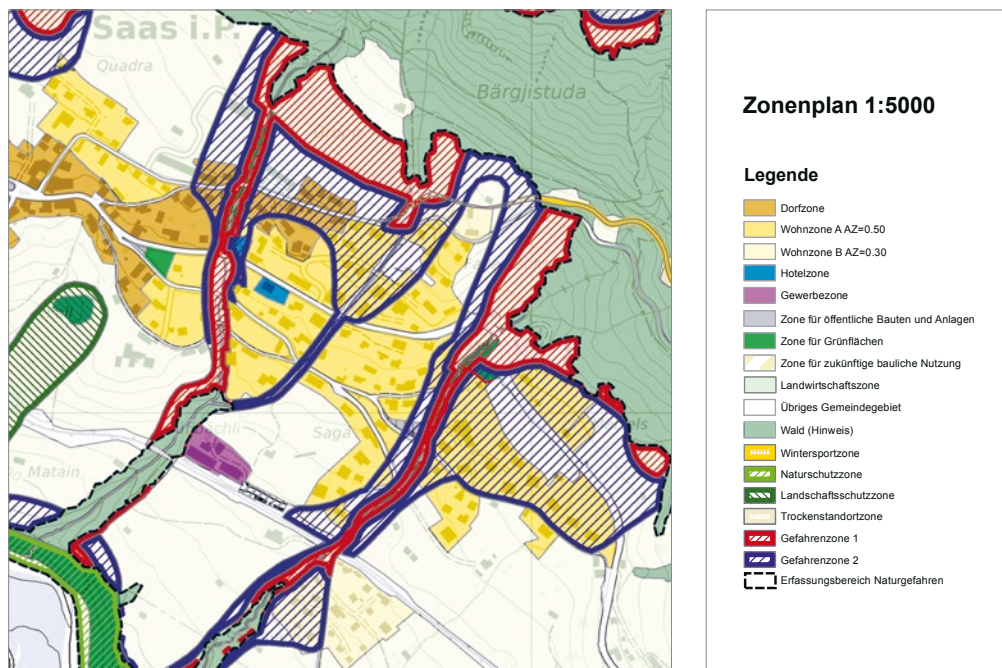 Saas i.P.
Quadra
Bärgjistuda
Saga
Matain
Zonenplan 1:5000
Legende
Dorfzone
Wohnzone A AZ=0.50
Wohnzone B AZ=0.30
Hotelzone
Gewerbezone
Zone für öffentliche Bauten und Anlagen
Zone für Grünflächen
Zone für zukünftige bauliche Nutzung
Landwirtschaftszone
Übriges Gemeindegebiet
Wald (Hinweis)
Wintersportzone
Naturschutzzone
Landschaftsschutzzone
Trockenstandortzone
Gefahrenzone 1
Gefahrenzone 2
Erfassungsbereich Naturgefahren